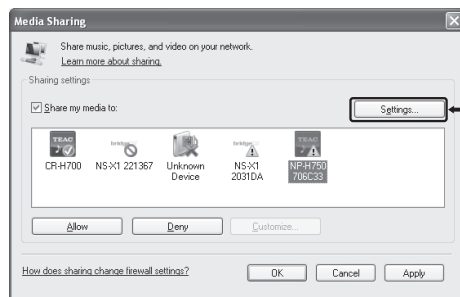 Media Sharing
Share music, pictures, and video on your network.
Learn more about sharing.
Sharing settings
Share my media to:
Settings...
TEAC
bridge
bridge
TEAC
CR-H700
NS-X1 221367
Unknown Device
NS-X1 2031DA
NP-H750 706C33
Allow
Deny
Customize...
How does sharing change firewall settings?
OK
Cancel
Apply